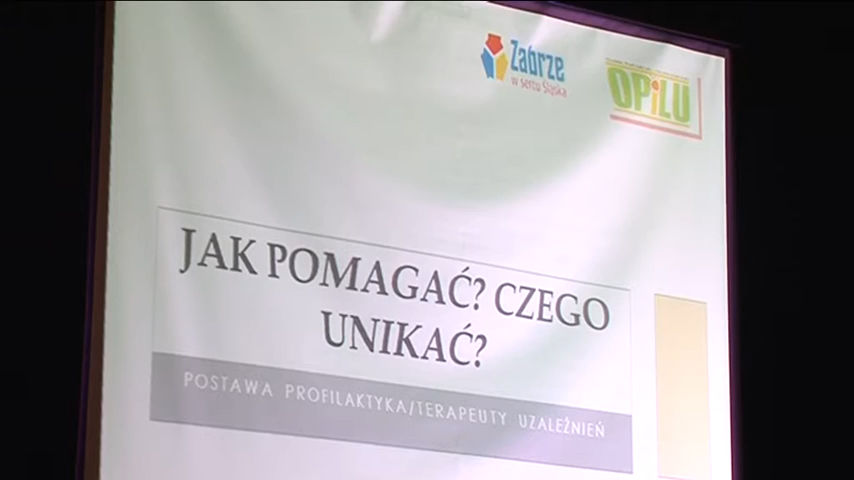 Zabrze
w sercu Śląska
OPiLU
JAK POMAGAĆ? CZEGO
UNIKAĆ?
POSTAWA PROFILAKTYKA/TERAPEUTY UZALEŻNIEŃ